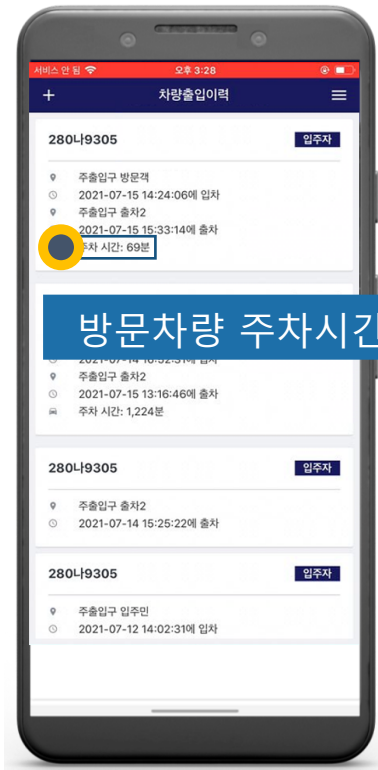 서비스 안 됨
오후 3:28
차량출입이력
280나9305
입주자
주출입구 방문객
2021-07-15 14:24:06에 입차
주출입구 출차2
2021-07-15 15:33:14에 출차
주차 시간: 69분
방문차량 주차시간
주출입구 출차2
2021-07-15 13:16:46에 출차
주차 시간: 1,224분
280나9305
입주자
주출입구 출차2
2021-07-14 15:25:22에 출차
280나9305
입주자
주출입구 입주민
2021-07-12 14:02:31에 입차